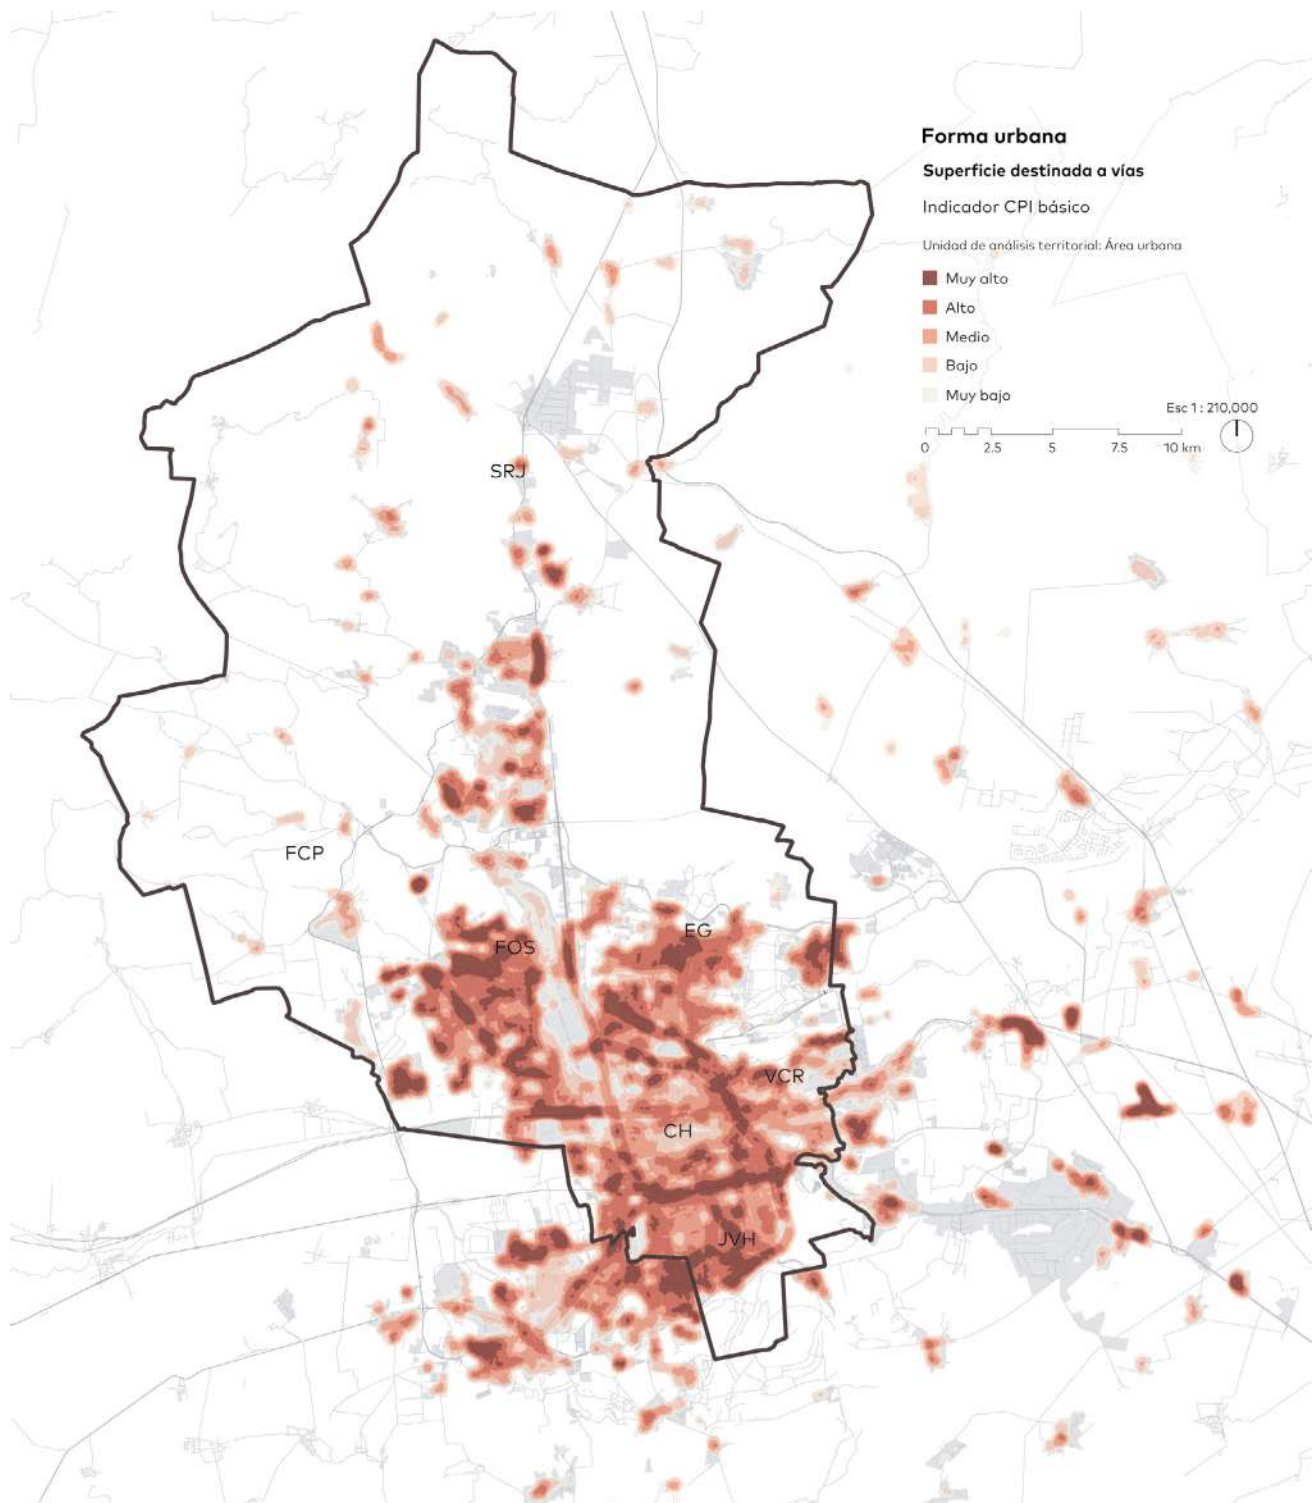 Forma urbana
Superficie destinada a vías
Indicador CPI básico
Unidad de análisis territorial: Área urbana
Muy alto
Alto
Medio
Bajo
Muy bajo
Esc 1 : 210,000
0 2.5 5 7.5 10 km
SRJ
FCP
EG
FOS
VCR
CH
JVH